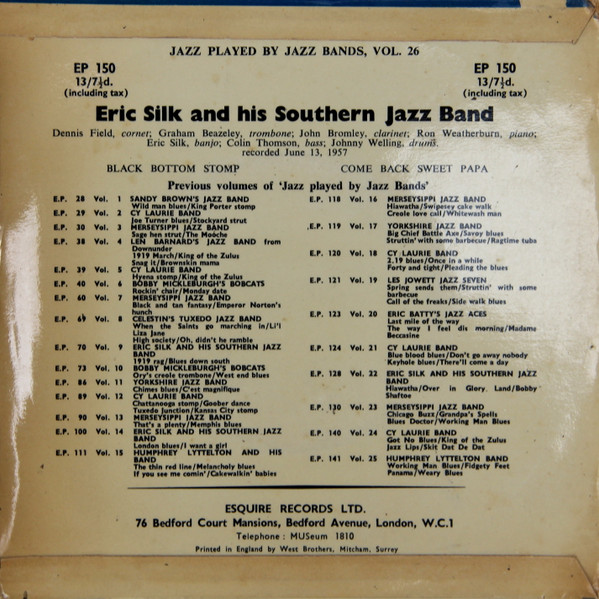 JAZZ PLAYED BY JAZZ BANDS, VOL. 26
EP 150
13/7½d.
(including tax)
EP 150
13/7½d.
(including tax)
Eric Silk and his Southern Jazz Band
Dennis Field, cornet; Graham Beazeley, trombone; John Bromley, clarinet; Ron Weatherburn, piano;
Eric Silk, banjo; Colin Thomson, bass; Johnny Welling, drums.
recorded June 13, 1957
BLACK BOTTOM STOMP
COME BACK SWEET PAPA
Previous volumes of 'Jazz played by Jazz Bands'
E.P. 28 Vol. 1 SANDY BROWN'S JAZZ BAND
Wild man blues/King Porter stomp
E.P. 29 Vol. 2 CY LAURIE BAND
Joe Turner blues/Stockyard strut
E.P. 30 Vol. 3 MERSEYSIPPI JAZZ BAND
Sage hen strut/The Mooche
E.P. 38 Vol. 4 LEN BARNARD'S JAZZ BAND from
Downunder
1919 March/King of the Zulus
Snag it/Brownskin mama
E.P. 39 Vol. 5 CY LAURIE BAND
Hyena stomp/King of the Zulus
E.P. 40 Vol. 6 BOBBY MICKLEBURGH'S BOBCATS
Rockin' chair/Monday date
E.P. 60 Vol. 7 MERSEYSIPPI JAZZ BAND
Black and tan fantasy/Emperor Norton's
hunch
E.P. Vol. 8 CELESTIN'S TUXEDO JAZZ BAND
When the Saints go marching in/Li'l
Liza Jane
High society/Oh, didn't he ramble
E.P. 70 Vol. 9 ERIC SILK AND HIS SOUTHERN JAZZ
BAND
1919 rag/Blues down south
E.P. 73 Vol. 10 BOBBY MICKLEBURGH'S BOBCATS
Ory's creole trombone/West end blues
E.P. 86 Vol. 11 YORKSHIRE JAZZ BAND
Chimes blues/C'est magnifique
E.P. 89 Vol. 12 CY LAURIE BAND
Chattanooga stomp/Goober dance
Tuxedo Junction/Kansas City stomp
E.P. 90 Vol. 13 MERSEYSIPPI JAZZ BAND
That's a plenty/Memphis blues
E.P. 100 Vol. 14 ERIC SILK AND HIS SOUTHERN JAZZ
BAND
London blues/I want a girl
E.P. 111 Vol. 15 HUMPHREY LYTTELTON AND HIS
BAND
The thin red line/Melancholy blues
If you see me comin'/Cakewalkin' babies
E.P. 118 Vol. 16 MERSEYSIPPI JAZZ BAND
Hiawatha/Swipesey cake walk
Creole love call/Whitewash man
E.P. 119 Vol. 17 YORKSHIRE JAZZ BAND
Big Chief Battle Axe/Savoy blues
Struttin' with some barbecue/Ragtime tubs
E.P. 120 Vol. 18 CY LAURIE BAND
2.19 blues/Once in a while
Forty and tight/Pleading the blues
E.P. 121 Vol. 19 LES JOWETT JAZZ SEVEN
Spring sends them/Struttin' with some
barbecue
Call of the freaks/Side walk blues
E.P. 123 Vol. 20 ERIC BATTY'S JAZZ ACES
Last mile of the way
The way I feel dis morning/Madame
Beccasine
E.P. 124 Vol. 21 CY LAURIE BAND
Blue blood blues/Don't go away nobody
Keyhole blues/There'll come a day
E.P. 128 Vol. 22 ERIC SILK AND HIS SOUTHERN JAZZ
BAND
Hiawatha/Over in Glory Land/Bobby
Shaftoe
E.P. 130 Vol. 23 MERSEYSIPPI JAZZ BAND
Chicago Buzz/Grandpa's Spells
Blues Doctor/Working Man Blues
E.P. 140 Vol. 24 CY LAURIE BAND
Got No Blues/King of the Zulus
Jazz Lips/Skit Dat De Dat
E.P. 141 Vol. 25 HUMPHREY LYTTELTON BAND
Working Man Blues/Fidgety Feet
Panama/Weary Blues
ESQUIRE RECORDS LTD.
76 Bedford Court Mansions, Bedford Avenue, London, W.C.1
Telephone: MUSeum 1810
Printed in England by West Brothers, Mitcham, Surrey